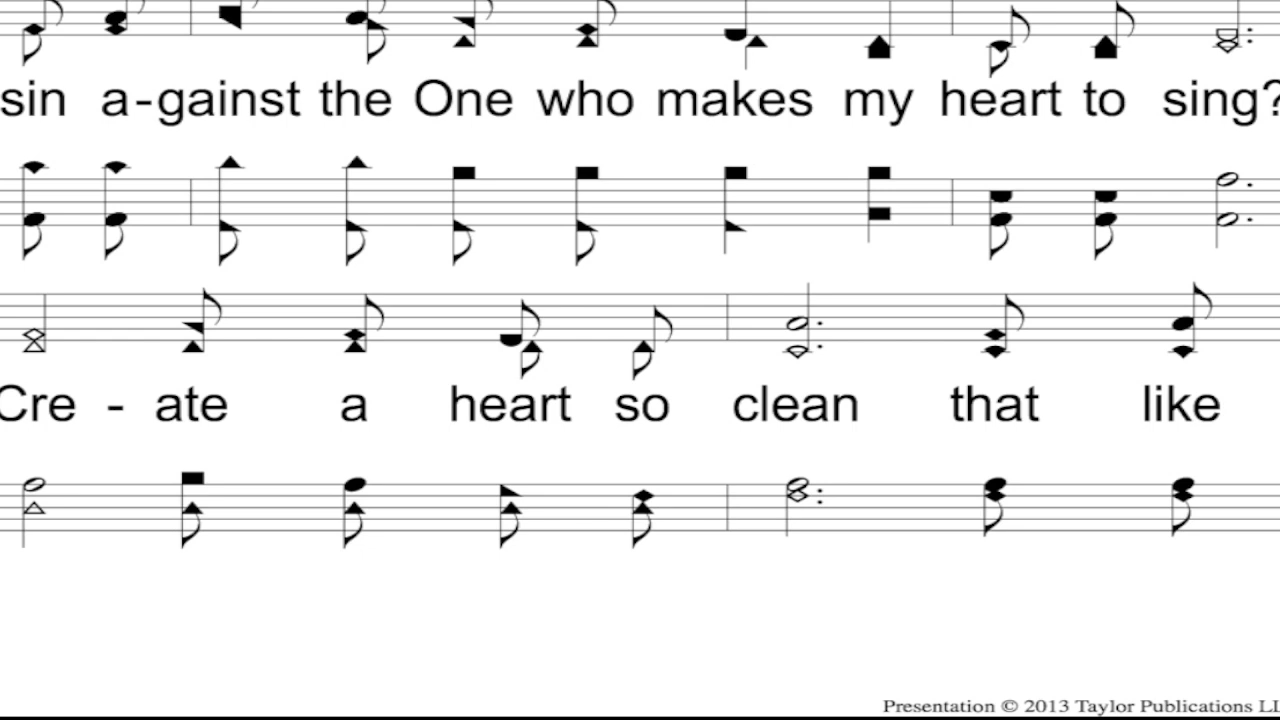 sin a-gainst the One who makes my heart to sing?
Cre - ate a heart so clean that like
Presentation © 2013 Taylor Publications